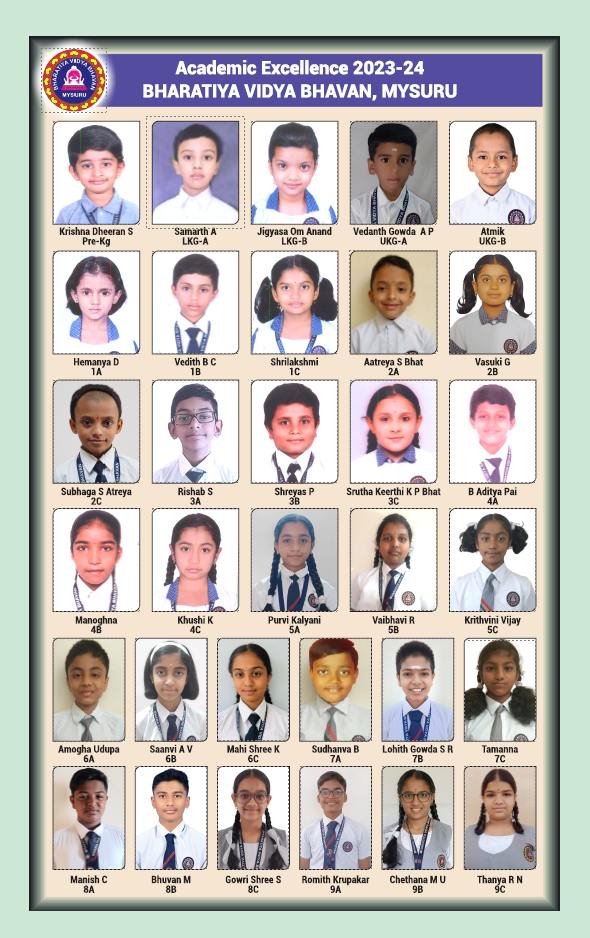 BHARATIYA VIDYA BHAVAN
MYSURU
Academic Excellence 2023-24
BHARATIYA VIDYA BHAVAN, MYSURU
Krishna Dheeran S
Pre-Kg
Samarth A
LKG-A
Jigyasa Om Anand
LKG-B
Vedanth Gowda A P
UKG-A
Atmik
UKG-B
Hemanya D
1A
Vedith B C
1B
Shrilakshmi
1C
Aatreya S Bhat
2A
Vasuki G
2B
Subhaga S Atreya
2C
Rishab S
3A
Shreyas P
3B
Srutha Keerthi K P Bhat
3C
B Aditya Pai
4A
Manoghna
4B
Khushi K
4C
Purvi Kalyani
5A
Vaibhavi R
5B
Krithvini Vijay
5C
Amogha Udupa
6A
Saanvi A V
6B
Mahi Shree K
6C
Sudhanva B
7A
Lohith Gowda S R
7B
Tamanna
7C
Manish C
8A
Bhuvan M
8B
Gowri Shree S
8C
Romith Krupakar
9A
Chethana M U
9B
Thanya R N
9C